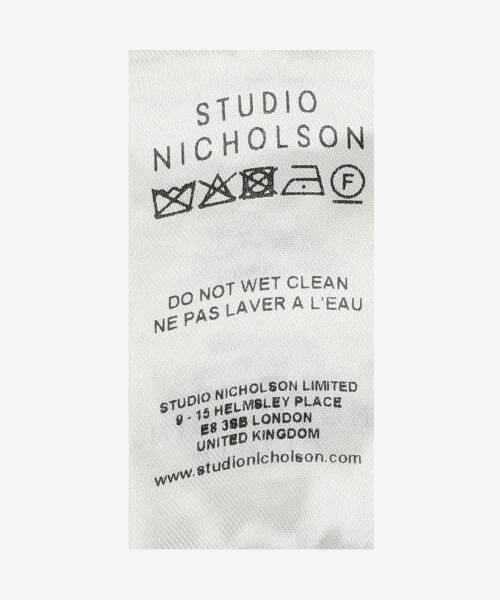 STUDIO
NICHOLSON
F
DO NOT WET CLEAN
NE PAS LAVER A L'EAU
STUDIO NICHOLSON LIMITED
9 - 15 HELMSLEY PLACE
E8 3SB LONDON
UNITED KINGDOM
www.studionicholson.com